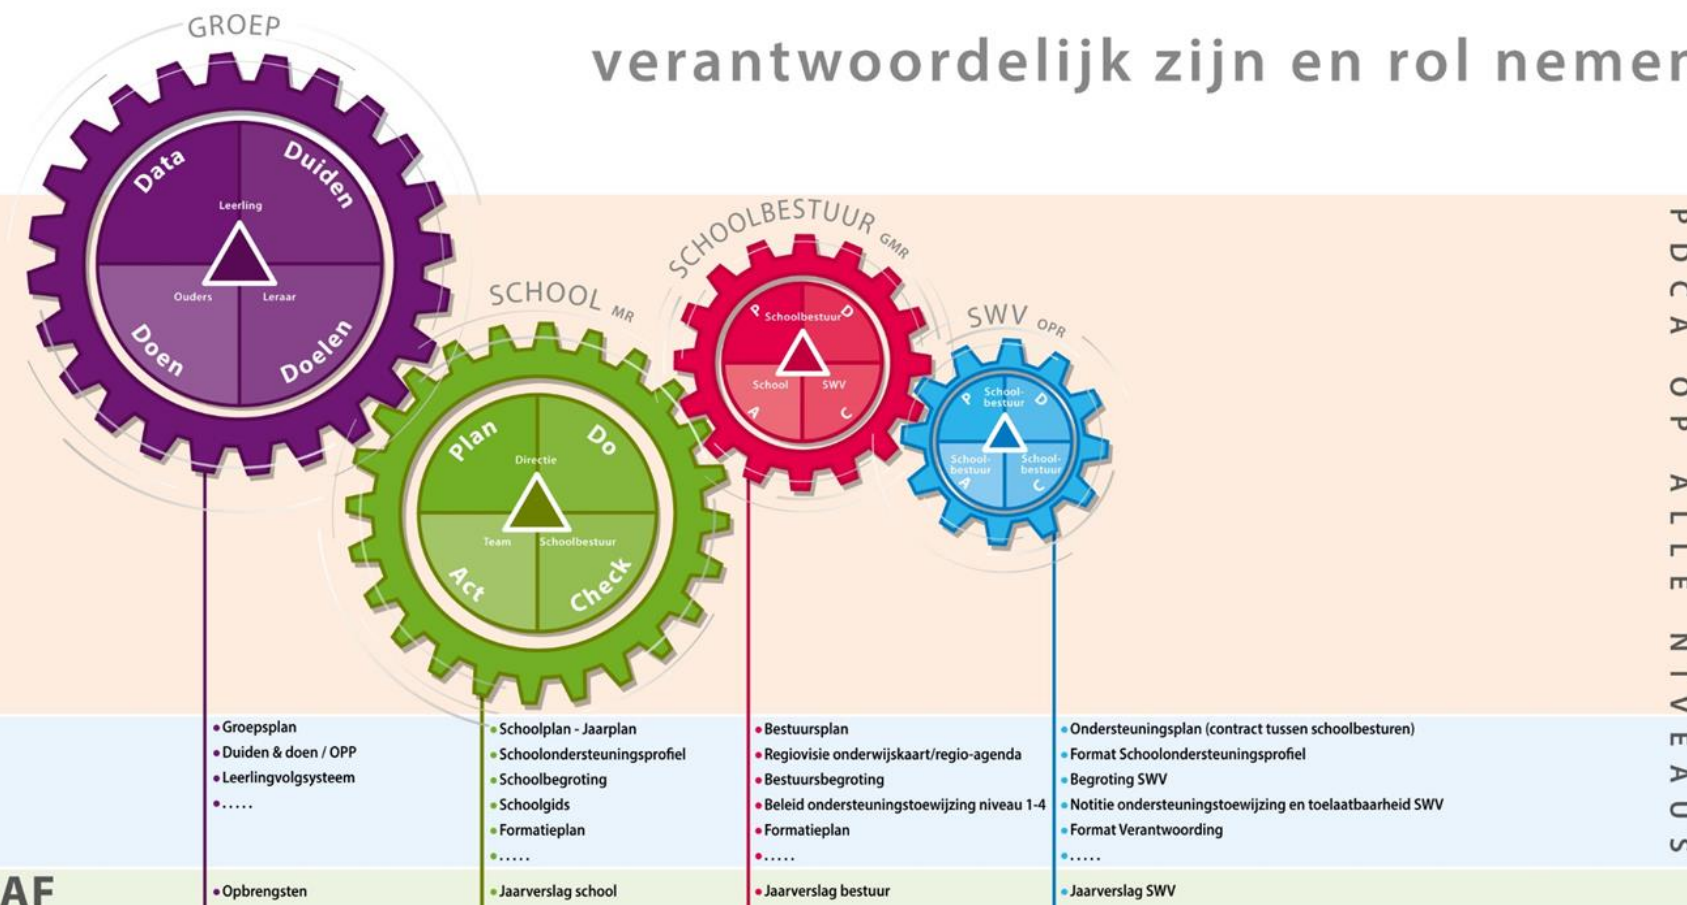 verantwoordelijk zijn en rol nemen
GROEP
Data
Duiden
Leerling
Ouders
Leraar
Doen
Doelen
SCHOOL MR
Plan
Do
Directie
Team
Schoolbestuur
Act
Check
SCHOOLBESTUUR GMR
P
D
Schoolbestuur
School
SWV
A
C
SWV OPR
P
D
School-
bestuur
School-
bestuur
School-
bestuur
A
C
PDCA OP ALLE NIVEAUS
• Groepsplan
• Duiden & doen / OPP
• Leerlingvolgsysteem
• .....
• Schoolplan - Jaarplan
• Schoolondersteuningsprofiel
• Schoolbegroting
• Schoolgids
• Formatieplan
• .....
• Bestuursplan
• Regiovisie onderwijskaart/regio-agenda
• Bestuursbegroting
• Beleid ondersteuningstoewijzing niveau 1-4
• Formatieplan
• .....
• Ondersteuningsplan (contract tussen schoolbesturen)
• Format Schoolondersteuningsprofiel
• Begroting SWV
• Notitie ondersteuningstoewijzing en toelaatbaarheid SWV
• Format Verantwoording
• .....
AF
• Opbrengsten
• Jaarverslag school
• Jaarverslag bestuur
• Jaarverslag SWV